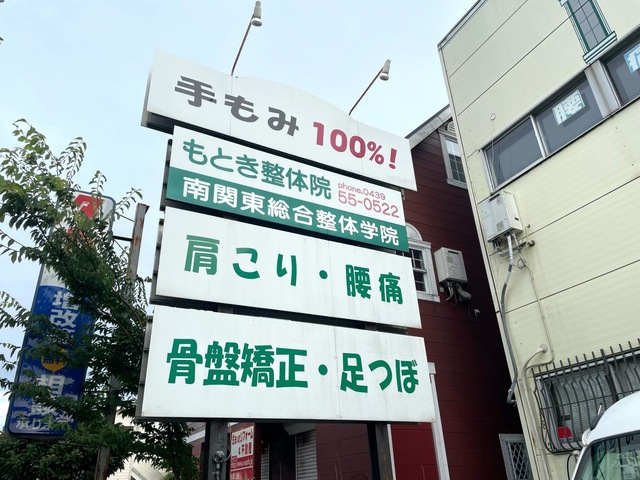 手もみ 100%!
もとき整体院
phone.0439
55-0522
南関東総合整体学院
肩こり・腰痛
骨盤矯正・足つぼ
腰